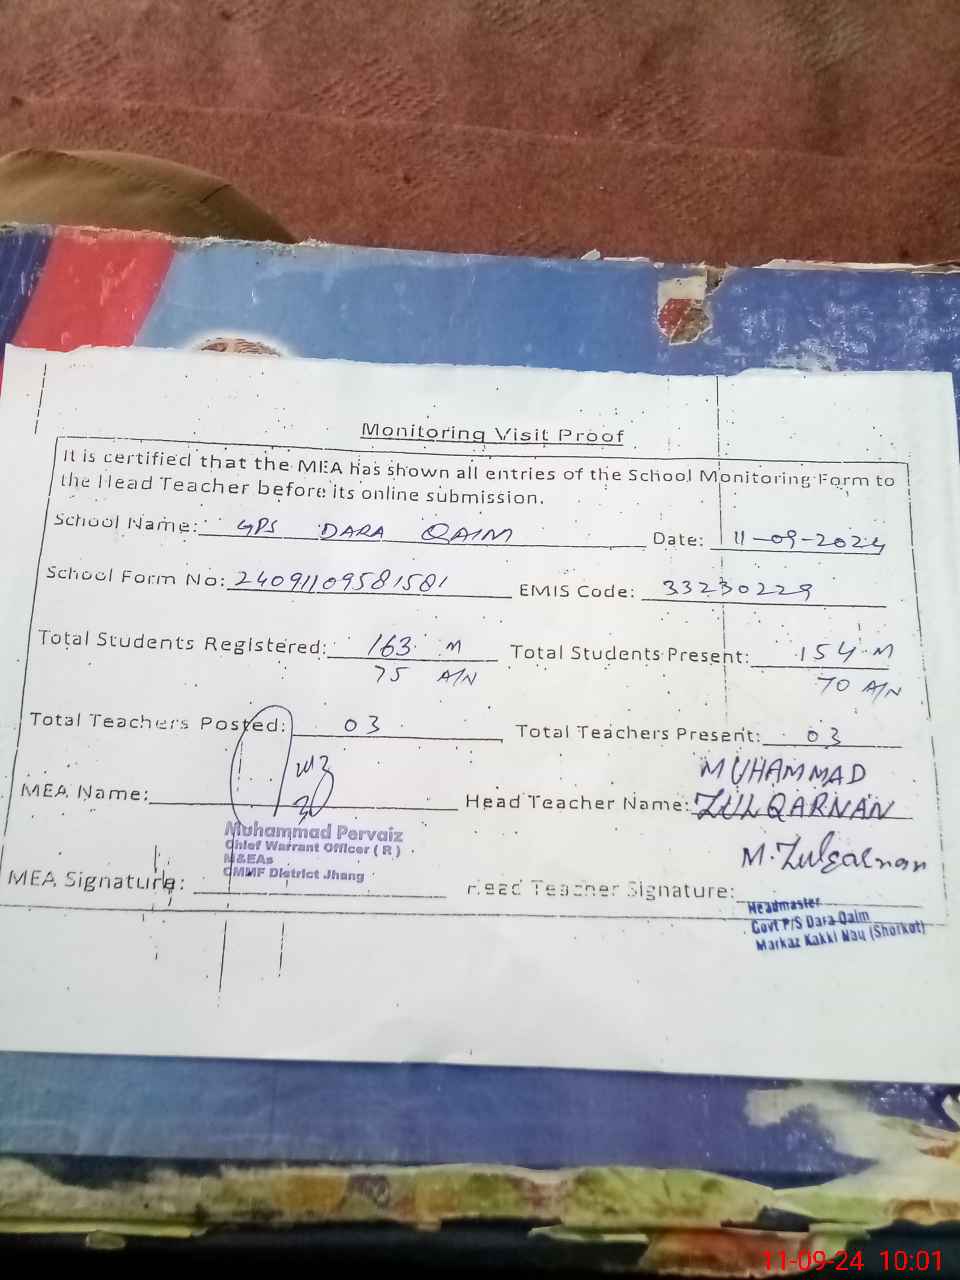 Monitoring Visit Proof
It is certified that the MEA has shown all entries of the School Monitoring Form to
the Head Teacher before its online submission.
School Name: GPS DARA QAIM Date: 11-09-2024
School Form No: 24091109581581 EMIS Code: 33230229
Total Students Registered: 163 M Total Students Present: 154 M
75 A/N 70 A/N
Total Teachers Posted: 03 Total Teachers Present: 03
MUHAMMAD
MEA Name: Head Teacher Name: ZULQARNAN
Muhammad Pervaiz
Chief Warrant Officer ( R )
M&EAs
CMMF District Jhang
M. Zulqarnan
MEA Signature: Head Teacher Signature:
Headmaster
Govt P/S Dara Qaim
Markaz Kakki Nau (Shorkot)
11-09-24 10:01